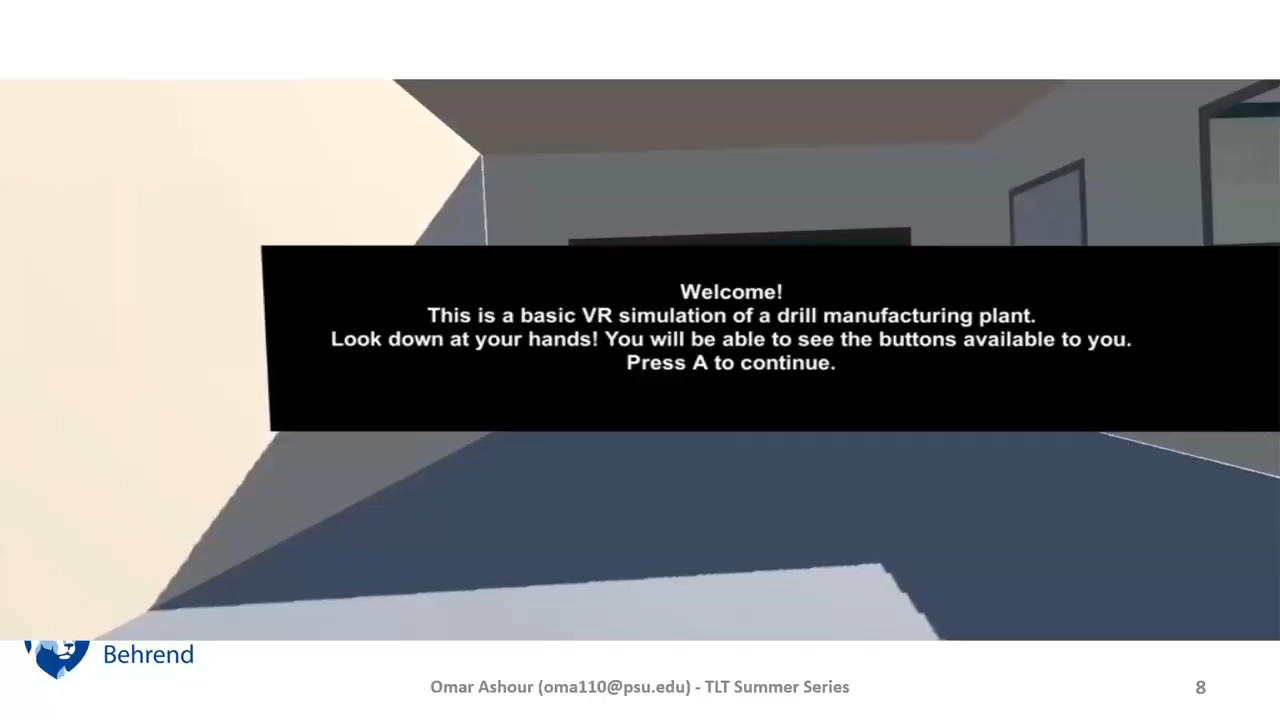 Welcome!
This is a basic VR simulation of a drill manufacturing plant.
Look down at your hands! You will be able to see the buttons available to you.
Press A to continue.
Behrend
Omar Ashour (oma110@psu.edu) - TLT Summer Series
8